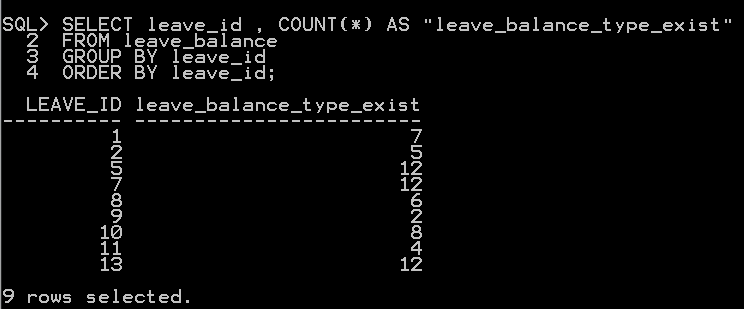 SQL> SELECT leave_id , COUNT(*) AS "leave_balance_type_exist"
  2  FROM leave_balance
  3  GROUP BY leave_id
  4  ORDER BY leave_id;

  LEAVE_ID leave_balance_type_exist
---------- ------------------------
         1                        7
         2                        5
         5                       12
         7                       12
         8                        6
         9                        2
        10                        8
        11                        4
        13                       12

9 rows selected.